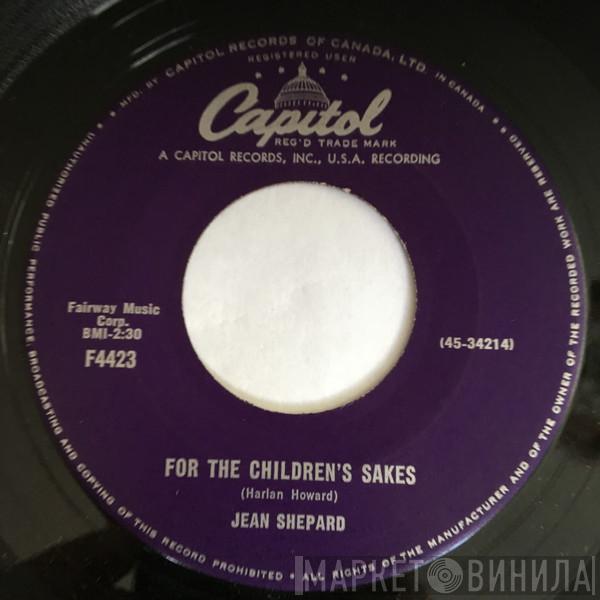 MFD. BY CAPITOL RECORDS OF CANADA, LTD. IN CANADA
REGISTERED USER
Capitol
REG'D TRADE MARK
A CAPITOL RECORDS, INC., U.S.A. RECORDING
Fairway Music
Corp.
BMI-2:30
F4423
(45-34214)
FOR THE CHILDREN'S SAKES
(Harlan Howard)
JEAN SHEPARD
UNAUTHORISED PUBLIC PERFORMANCE, BROADCASTING AND COPYING OF THIS RECORD PROHIBITED • ALL RIGHTS OF THE MANUFACTURER AND OF THE OWNER OF THE RECORDED WORK ARE RESERVED
МАРКЕТ ВИНИЛА